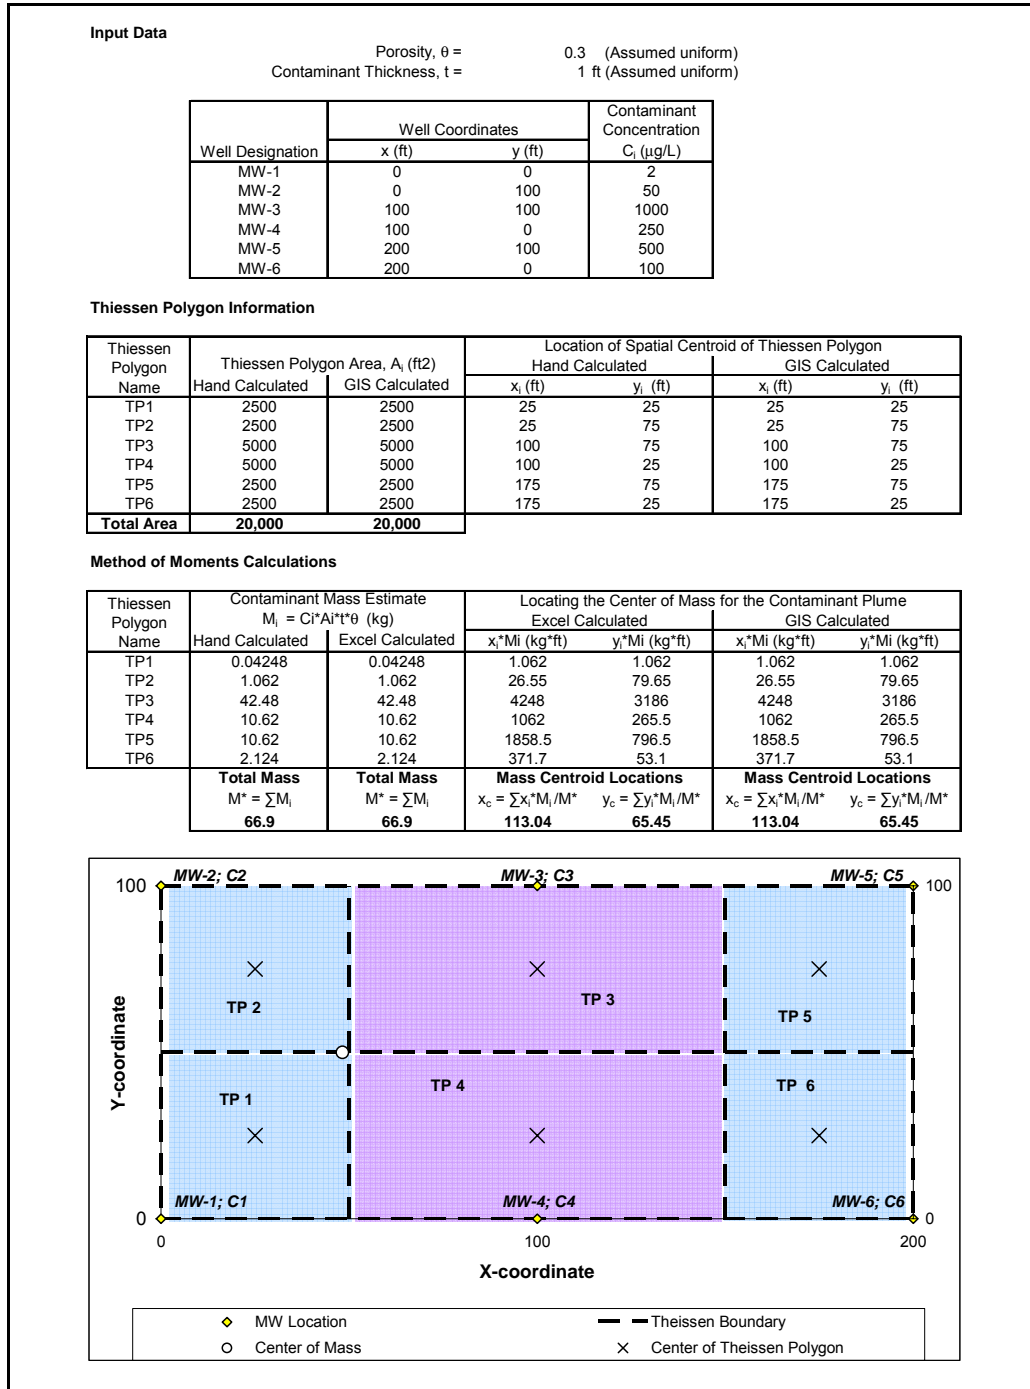 Input Data
Porosity, θ = 0.3 (Assumed uniform)
Contaminant Thickness, t = 1 ft (Assumed uniform)
Well Designation Well Coordinates Contaminant Concentration
x (ft) y (ft) Cᵢ (µg/L)
MW-1 0 0 2
MW-2 0 100 50
MW-3 100 100 1000
MW-4 100 0 250
MW-5 200 100 500
MW-6 200 0 100
Thiessen Polygon Information
Thiessen Polygon Name Thiessen Polygon Area, Aᵢ (ft2) Location of Spatial Centroid of Thiessen Polygon
Hand Calculated GIS Calculated
Hand Calculated GIS Calculated xᵢ (ft) yᵢ (ft) xᵢ (ft) yᵢ (ft)
TP1 2500 2500 25 25 25 25
TP2 2500 2500 25 75 25 75
TP3 5000 5000 100 75 100 75
TP4 5000 5000 100 25 100 25
TP5 2500 2500 175 75 175 75
TP6 2500 2500 175 25 175 25
Total Area 20,000 20,000
Method of Moments Calculations
Thiessen Polygon Name Contaminant Mass Estimate Locating the Center of Mass for the Contaminant Plume
Mᵢ = Ci*Ai*t*θ (kg) Excel Calculated GIS Calculated
Hand Calculated Excel Calculated xᵢ*Mi (kg*ft) yᵢ*Mi (kg*ft) xᵢ*Mi (kg*ft) yᵢ*Mi (kg*ft)
TP1 0.04248 0.04248 1.062 1.062 1.062 1.062
TP2 1.062 1.062 26.55 79.65 26.55 79.65
TP3 42.48 42.48 4248 3186 4248 3186
TP4 10.62 10.62 1062 265.5 1062 265.5
TP5 10.62 10.62 1858.5 796.5 1858.5 796.5
TP6 2.124 2.124 371.7 53.1 371.7 53.1
Total Mass Total Mass Mass Centroid Locations Mass Centroid Locations
M* = ∑Mᵢ M* = ∑Mᵢ x꜀ = ∑xᵢ*Mᵢ/M* y꜀ = ∑yᵢ*Mᵢ/M* x꜀ = ∑xᵢ*Mᵢ/M* y꜀ = ∑yᵢ*Mᵢ/M*
66.9 66.9 113.04 65.45 113.04 65.45
MW-2; C2 MW-3; C3 MW-5; C5
100 100
TP 2 TP 3 TP 5
Y-coordinate
TP 1 TP 4 TP 6
MW-1; C1 MW-4; C4 MW-6; C6
0 0
0 100 200
X-coordinate
MW Location Theissen Boundary
Center of Mass Center of Theissen Polygon